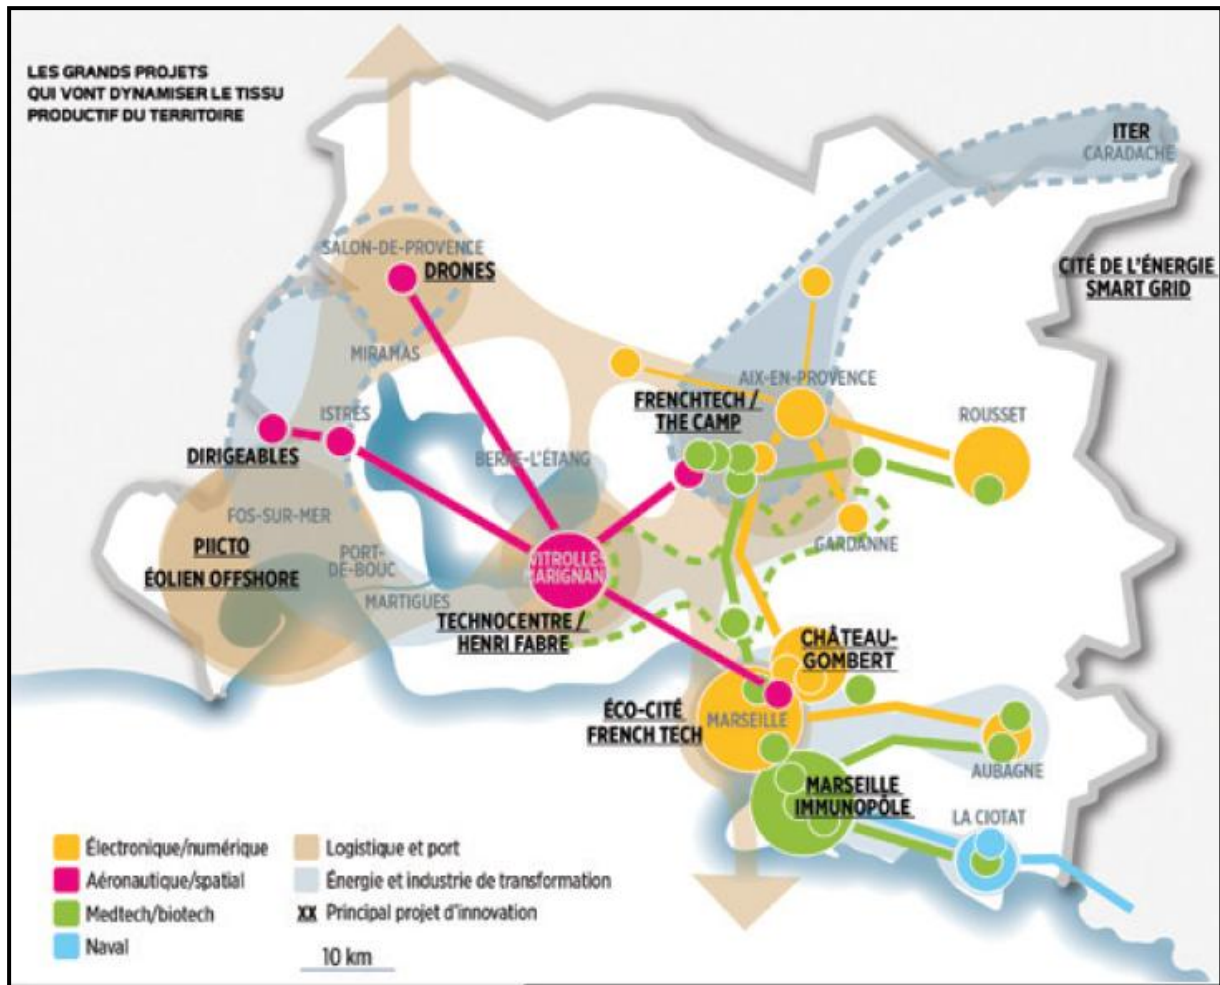 LES GRANDS PROJETS
QUI VONT DYNAMISER LE TISSU
PRODUCTIF DU TERRITOIRE
ITER
CARADACHE
SALON-DE-PROVENCE
DRONES
CITÉ DE L'ÉNERGIE
SMART GRID
MIRAMAS
AIX-EN-PROVENCE
FRENCHTECH /
THE CAMP
ISTRES
ROUSSET
DIRIGEABLES
BERRE-L'ÉTANG
FOS-SUR-MER
PIICTO
ÉOLIEN OFFSHORE
PORT-
DE-BOUC
MARTIGUES
VITROLLES
MARIGNAN
GARDANNE
TECHNOCENTRE /
HENRI FABRE
CHÂTEAU-
GOMBERT
ÉCO-CITÉ
FRENCH TECH
MARSEILLE
AUBAGNE
MARSEILLE
IMMUNOPÔLE
LA CIOTAT
Électronique/numérique
Aéronautique/spatial
Medtech/biotech
Naval
Logistique et port
Énergie et industrie de transformation
XX Principal projet d'innovation
10 km